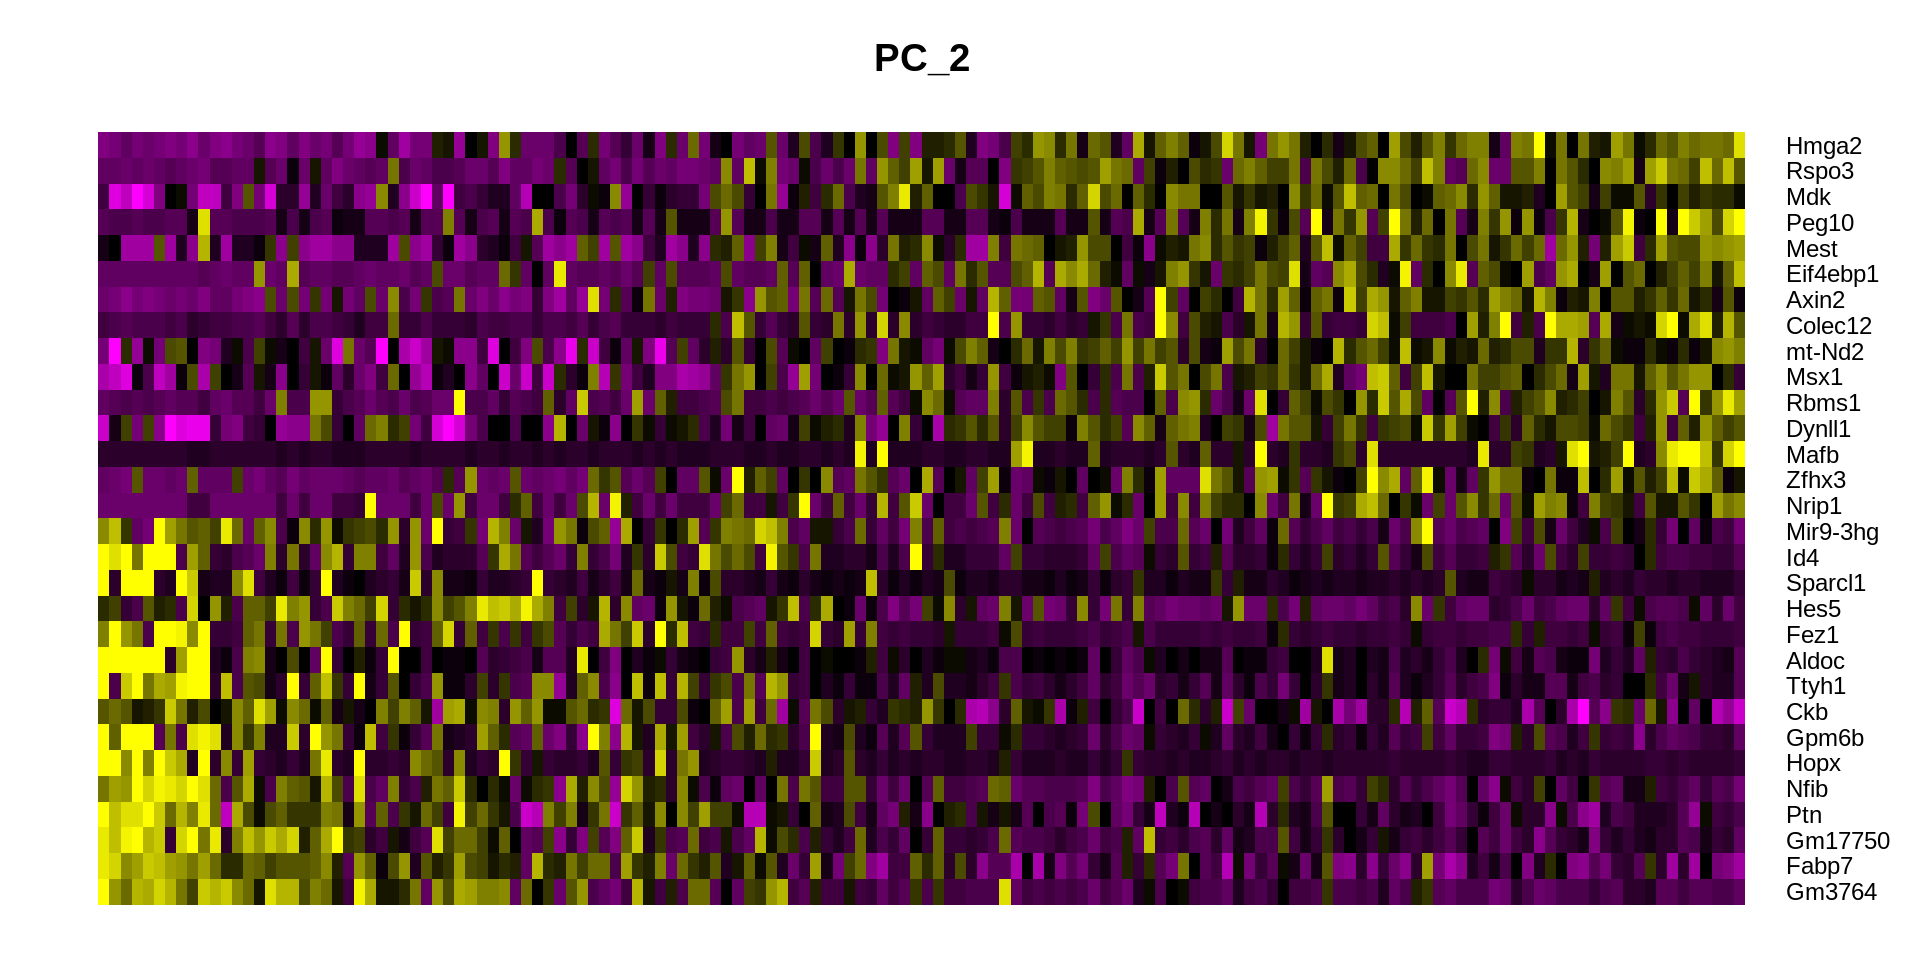 PC_2
Hmga2
Rspo3
Mdk
Peg10
Mest
Eif4ebp1
Axin2
Colec12
mt-Nd2
Msx1
Rbms1
Dynll1
Mafb
Zfhx3
Nrip1
Mir9-3hg
Id4
Sparcl1
Hes5
Fez1
Aldoc
Ttyh1
Ckb
Gpm6b
Hopx
Nfib
Ptn
Gm17750
Fabp7
Gm3764